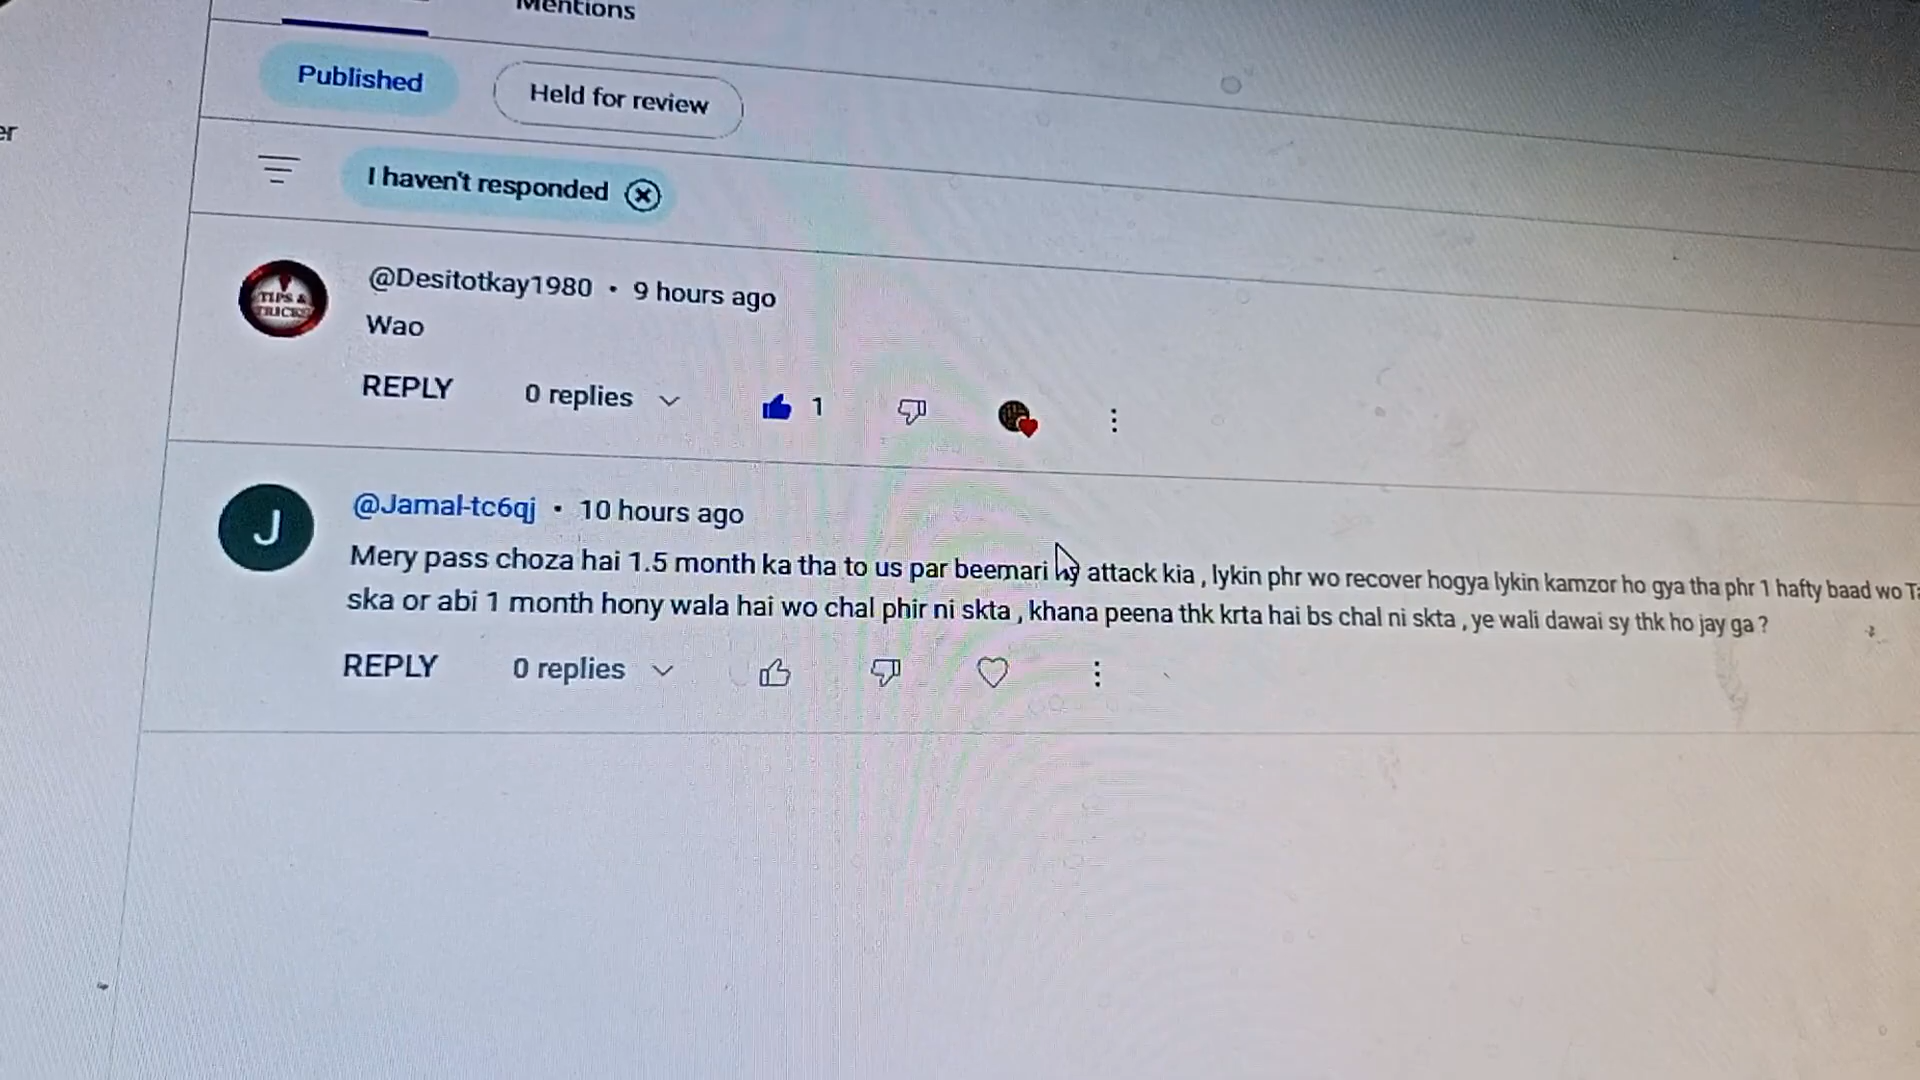 Mentions
Published
Held for review
er
I haven't responded
TIPS &
TRICKS
@Desitotkay1980 • 9 hours ago
Wao
REPLY 0 replies 1
J
@Jamal-tc6qj • 10 hours ago
Mery pass choza hai 1.5 month ka tha to us par beemari attack kia , lykin phr wo recover hogya lykin kamzor ho gya tha phr 1 hafty baad wo
ska or abi 1 month hony wala hai wo chal phir ni skta , khana peena thk krta hai bs chal ni skta , ye wali dawai sy thk ho jay ga ?
REPLY 0 replies